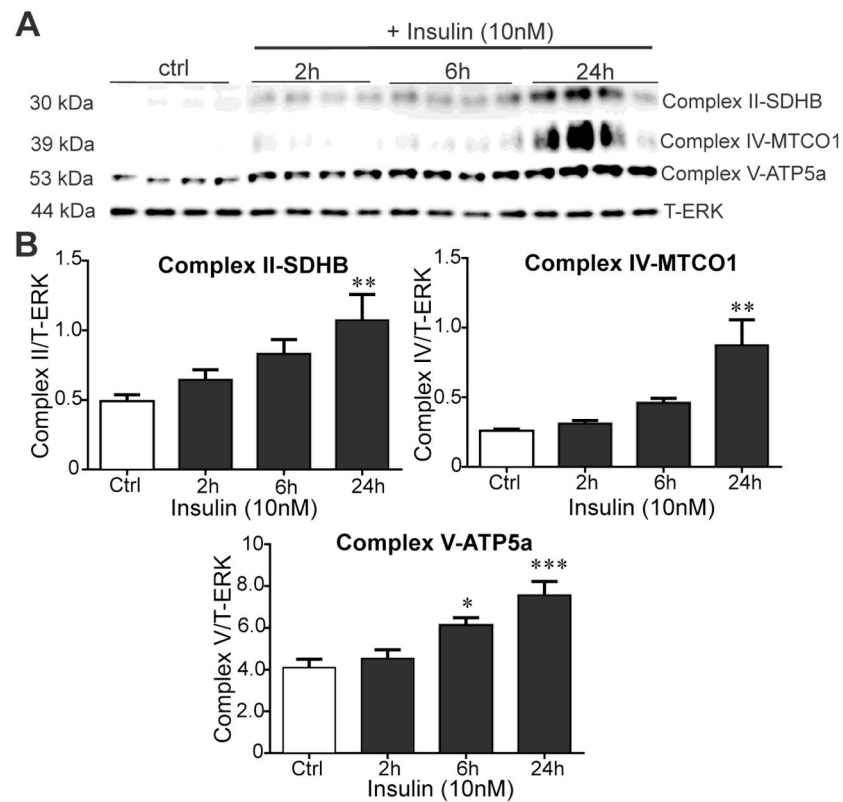 A
+ Insulin (10nM)
ctrl 2h 6h 24h
30 kDa Complex II-SDHB
39 kDa Complex IV-MTCO1
53 kDa Complex V-ATP5a
44 kDa T-ERK
B
Complex II-SDHB
Complex II/T-ERK
1.5
1.0
0.5
0
**
Ctrl 2h 6h 24h
Insulin (10nM)
Complex IV-MTCO1
Complex IV/T-ERK
1.5
1.0
0.5
0
**
Ctrl 2h 6h 24h
Insulin (10nM)
Complex V-ATP5a
Complex V/T-ERK
10
8.0
6.0
4.0
2.0
0
* ***
Ctrl 2h 6h 24h
Insulin (10nM)